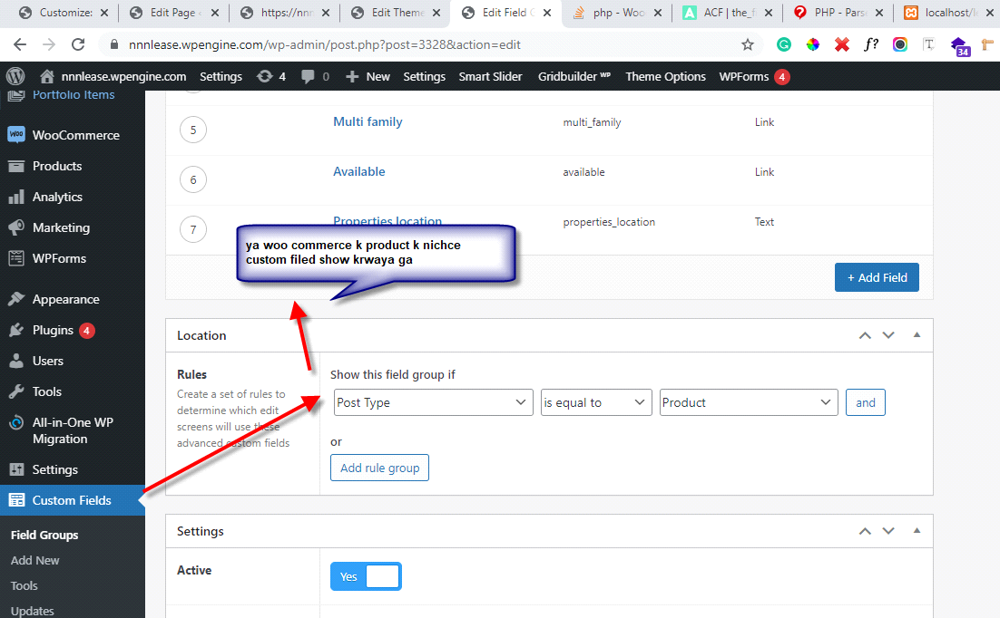 Customize:
Edit Page
https://nnn
Edit Theme
Edit Field G
php - Woo
ACF | the_f
PHP - Parse
localhost/l
nnnlease.wpengine.com/wp-admin/post.php?post=3328&action=edit
34
nnnlease.wpengine.com
Settings
4
0
New
Settings
Smart Slider
Gridbuilder WP
Theme Options
WPForms
4
Portfolio Items
WooCommerce
Products
Analytics
Marketing
WPForms
Appearance
Plugins 4
Users
Tools
All-in-One WP
Migration
Settings
Custom Fields
Field Groups
Add New
Tools
Updates
5
Multi family
multi_family
Link
6
Available
available
Link
7
Properties location
properties_location
Text
ya woo commerce k product k nichce
custom filed show krwaya ga
+ Add Field
Location
Rules
Create a set of rules to
determine which edit
screens will use these
advanced custom fields
Show this field group if
Post Type
is equal to
Product
and
or
Add rule group
Settings
Active
Yes